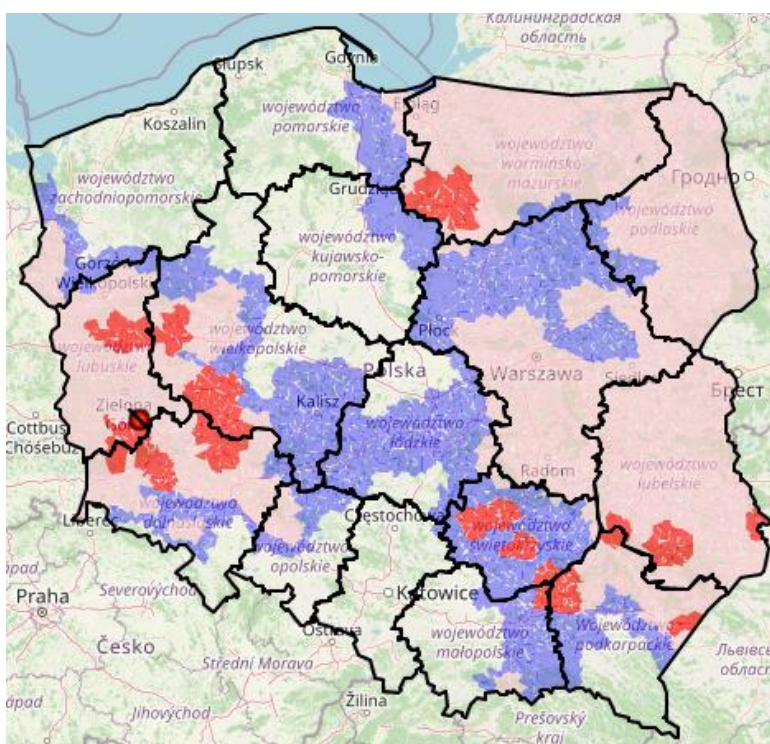 Калининградская
область
Słupsk
Gdynia
Elbląg
Koszalin
województwo
pomorskie
województwo
warmińsko-
mazurskie
województwo
zachodniopomorskie
Grudziądz
Гродно
województwo
podlaskie
województwo
kujawsko-
pomorskie
Gorzów
Wielkopolski
województwo
wielkopolskie
Płock
województwo
lubuskie
Polska
Warszawa
Siedlce
Брест
Zielona
Góra
Kalisz
Cottbus
Chóśebuz
województwo
łódzkie
Radom
województwo
lubelskie
Liberec
województwo
dolnośląskie
Częstochowa
województwo
świętokrzyskie
województwo
opolskie
Praha
Severovýchod
Katowice
Ostrava
województwo
małopolskie
Województwo
podkarpackie
Česko
Střední Morava
Jihovýchod
Žilina
Prešovský
kraj